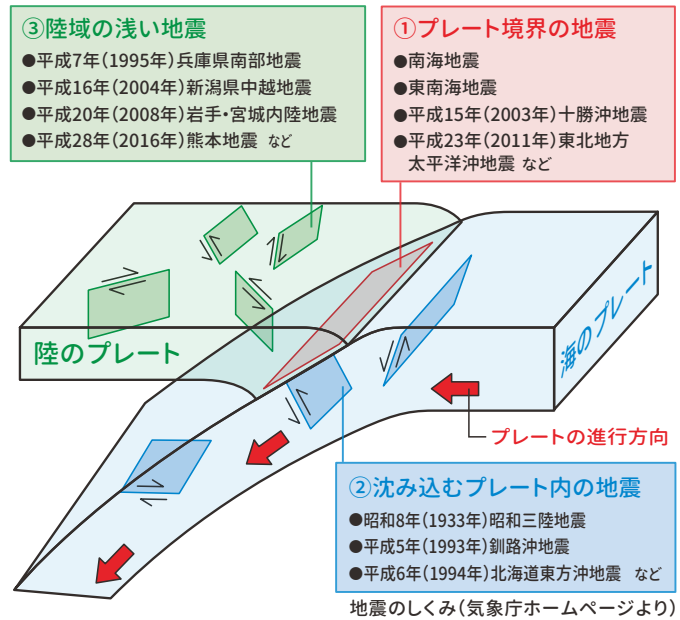 ③陸域の浅い地震
●平成7年(1995年)兵庫県南部地震
●平成16年(2004年)新潟県中越地震
●平成20年(2008年)岩手・宮城内陸地震
●平成28年(2016年)熊本地震 など
①プレート境界の地震
●南海地震
●東南海地震
●平成15年(2003年)十勝沖地震
●平成23年(2011年)東北地方
太平洋沖地震 など
陸のプレート
海のプレート
プレートの進行方向
②沈み込むプレート内の地震
●昭和8年(1933年)昭和三陸地震
●平成5年(1993年)釧路沖地震
●平成6年(1994年)北海道東方沖地震 など
地震のしくみ(気象庁ホームページより)